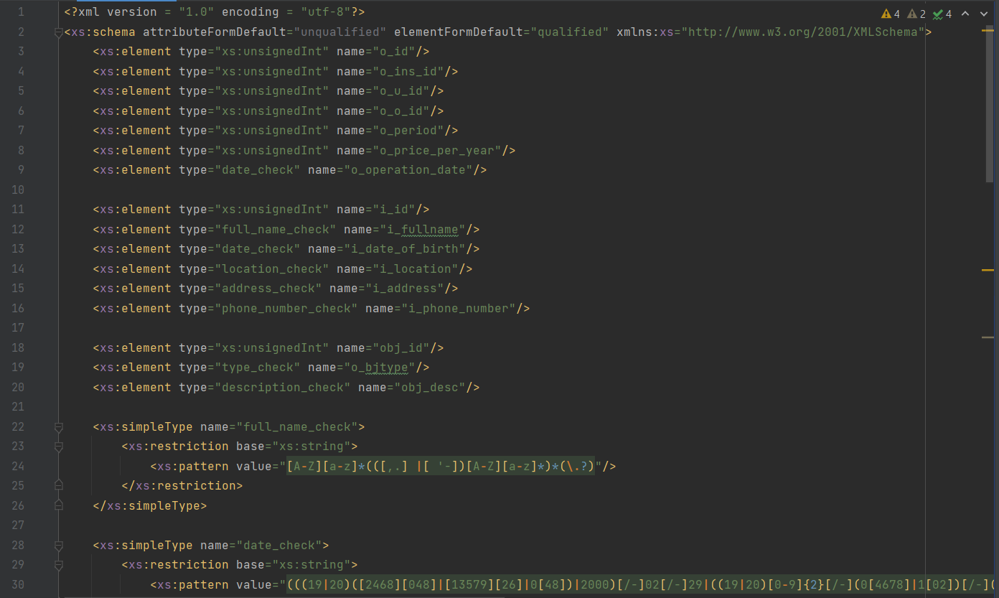 4 2 4
1 <?xml version = "1.0" encoding = "utf-8"?>
2 <xs:schema attributeFormDefault="unqualified" elementFormDefault="qualified" xmlns:xs="http://www.w3.org/2001/XMLSchema">
3 <xs:element type="xs:unsignedInt" name="o_id"/>
4 <xs:element type="xs:unsignedInt" name="o_ins_id"/>
5 <xs:element type="xs:unsignedInt" name="o_u_id"/>
6 <xs:element type="xs:unsignedInt" name="o_o_id"/>
7 <xs:element type="xs:unsignedInt" name="o_period"/>
8 <xs:element type="xs:unsignedInt" name="o_price_per_year"/>
9 <xs:element type="date_check" name="o_operation_date"/>
10
11 <xs:element type="xs:unsignedInt" name="i_id"/>
12 <xs:element type="full_name_check" name="i_fullname"/>
13 <xs:element type="date_check" name="i_date_of_birth"/>
14 <xs:element type="location_check" name="i_location"/>
15 <xs:element type="address_check" name="i_address"/>
16 <xs:element type="phone_number_check" name="i_phone_number"/>
17
18 <xs:element type="xs:unsignedInt" name="obj_id"/>
19 <xs:element type="type_check" name="o_bjtype"/>
20 <xs:element type="description_check" name="obj_desc"/>
21
22 <xs:simpleType name="full_name_check">
23 <xs:restriction base="xs:string">
24 <xs:pattern value="[A-Z][a-z]*(([,.] |[ '-])[A-Z][a-z]*)*(\.?)"/>
25 </xs:restriction>
26 </xs:simpleType>
27
28 <xs:simpleType name="date_check">
29 <xs:restriction base="xs:string">
30 <xs:pattern value="(((19|20)([2468][048]|[13579][26]|0[48])|2000)[/-]02[/-]29|((19|20)[0-9]{2}[/-](0[4678]|1[02])[/-](